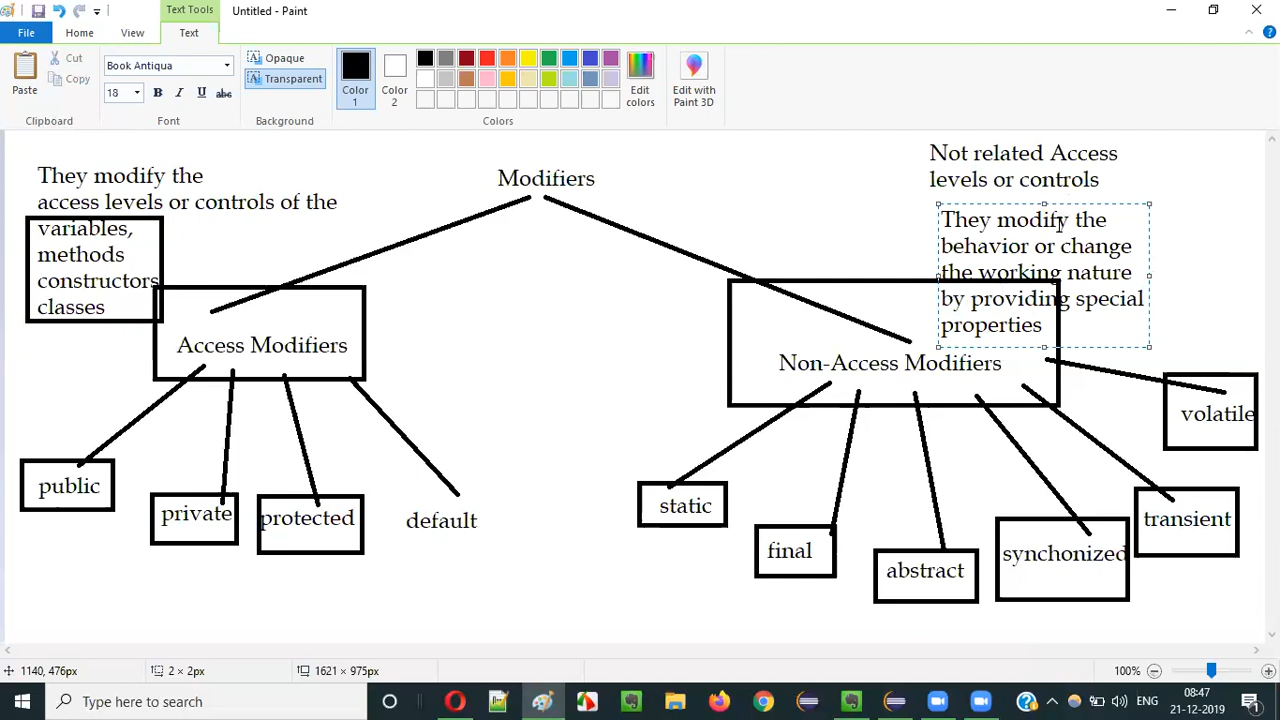 Text Tools
Untitled - Paint
File
Home
View
Text
Paste
Cut
Copy
Clipboard
Book Antiqua
18
B I U abc
Font
Opaque
Transparent
Background
Color 1
Color 2
Edit colors
Edit with Paint 3D
Colors
They modify the
access levels or controls of the
variables,
methods
constructors
classes
Modifiers
Not related Access
levels or controls
They modify the
behavior or change
the working nature
by providing special
properties
Access Modifiers
Non-Access Modifiers
public
private
protected
default
static
final
abstract
synchonized
transient
volatile
1140, 476px
2 × 2px
1621 × 975px
100%
Type here to search
ENG
08:47
21-12-2019
1